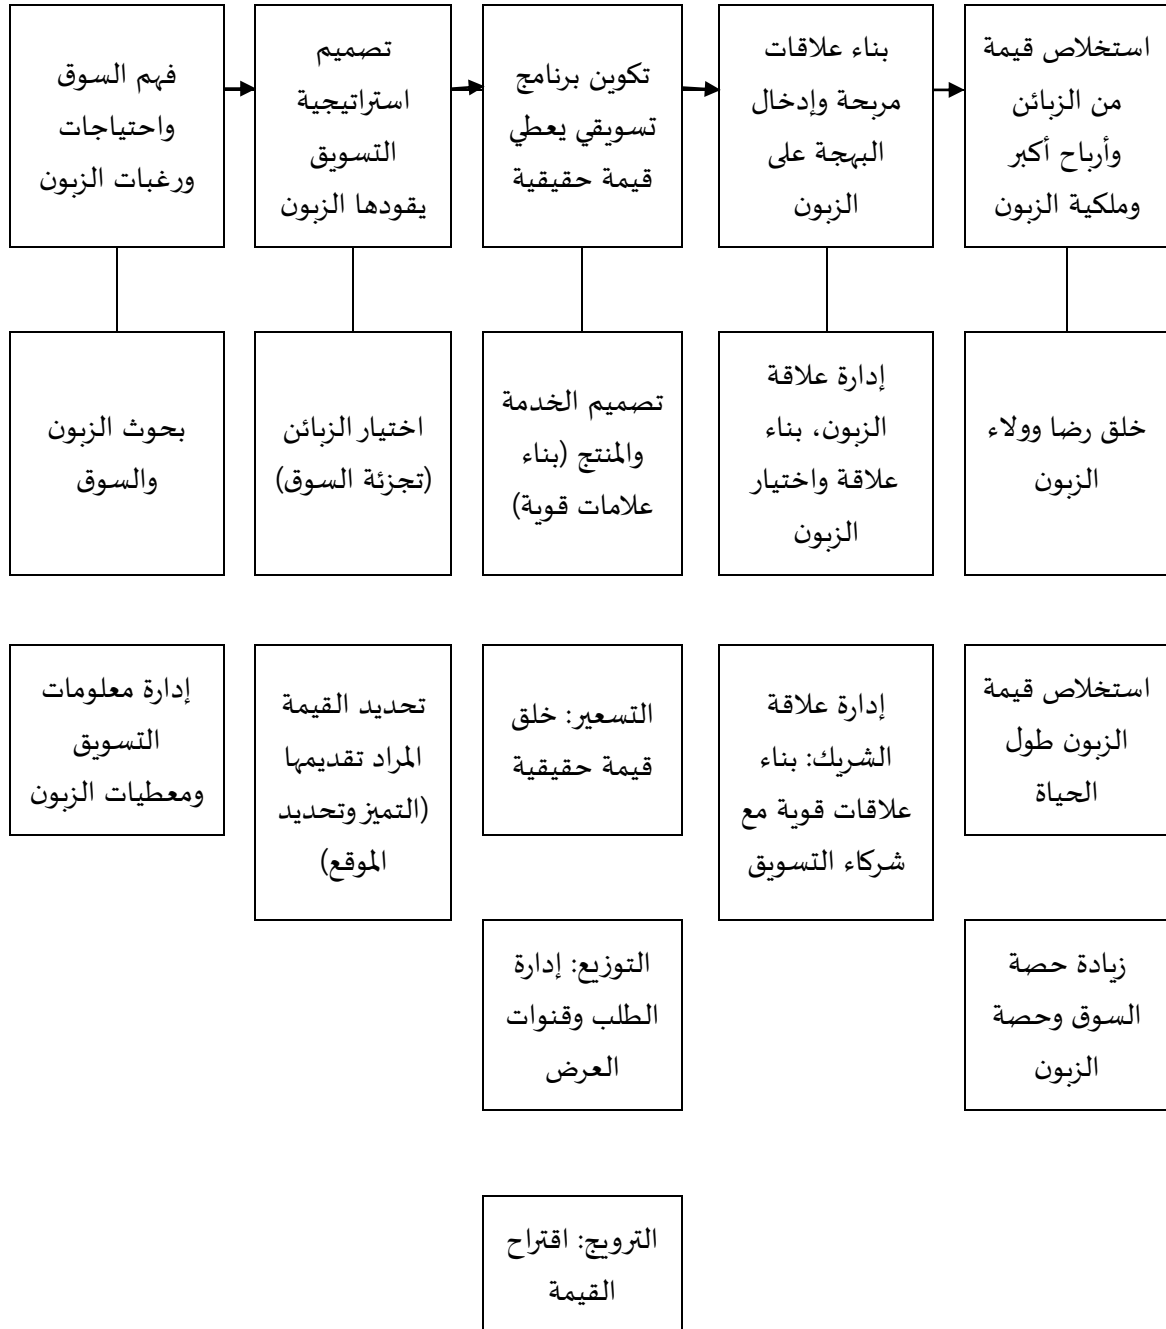 فهم السوق
واحتياجات
ورغبات الزبون
تصميم
استراتيجية
التسويق
يقودها الزبون
تكوين برنامج
تسويقي يعطي
قيمة حقيقية
بناء علاقات
مربحة وإدخال
البهجة على
الزبون
استخلاص قيمة
من الزبائن
وأرباح أكبر
وملكية الزبون
بحوث الزبون
والسوق
اختيار الزبائن
(تجزئة السوق)
تصميم الخدمة
والمنتج (بناء
علامات قوية)
إدارة علاقة
الزبون، بناء
علاقة واختيار
الزبون
خلق رضا وولاء
الزبون
إدارة معلومات
التسويق
ومعطيات الزبون
تحديد القيمة
المراد تقديمها
(التميز وتحديد
الموقع)
التسعير: خلق
قيمة حقيقية
إدارة علاقة
الشريك: بناء
علاقات قوية مع
شركاء التسويق
استخلاص قيمة
الزبون طول
الحياة
التوزيع: إدارة
الطلب وقنوات
العرض
زيادة حصة
السوق وحصة
الزبون
الترويج: اقتراح
القيمة